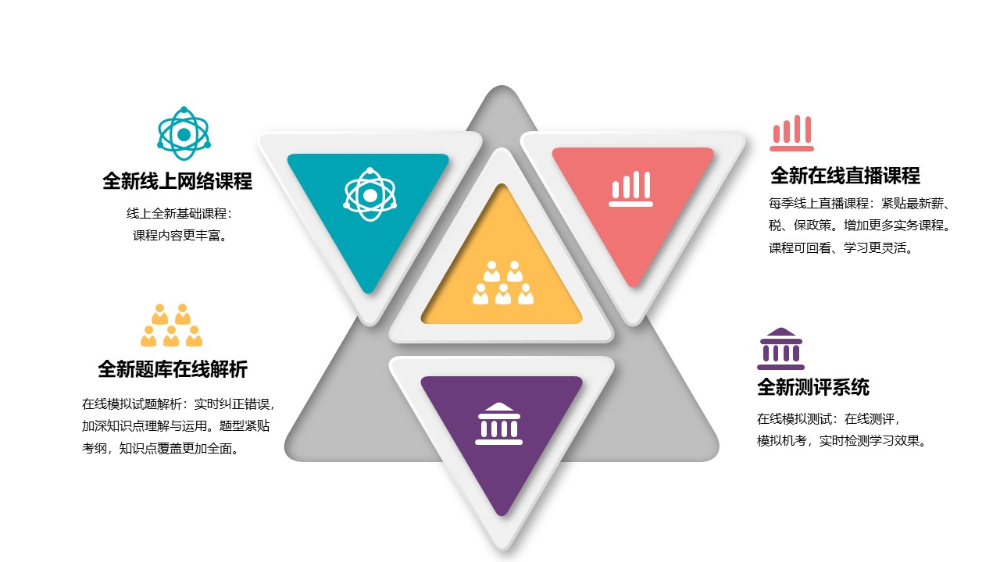 全新线上网络课程
线上全新基础课程：
课程内容更丰富。
全新在线直播课程
每季线上直播课程：紧贴最新薪、
税、保政策。增加更多实务课程。
课程可回看、学习更灵活。
全新题库在线解析
在线模拟试题解析：实时纠正错误，
加深知识点理解与运用。题型紧贴
考纲，知识点覆盖更加全面。
全新测评系统
在线模拟测试：在线测评，
模拟机考，实时检测学习效果。